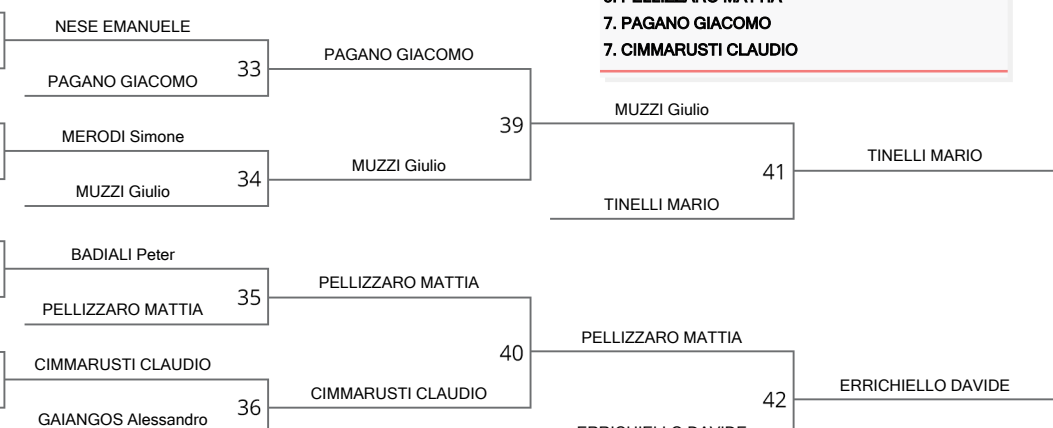 7. PAGANO GIACOMO
7. CIMMARUSTI CLAUDIO
NESE EMANUELE
33
PAGANO GIACOMO
PAGANO GIACOMO
39
MUZZI Giulio
MERODI Simone
34
MUZZI Giulio
MUZZI Giulio
41
TINELLI MARIO
TINELLI MARIO
BADIALI Peter
35
PELLIZZARO MATTIA
PELLIZZARO MATTIA
40
PELLIZZARO MATTIA
CIMMARUSTI CLAUDIO
36
CIMMARUSTI CLAUDIO
GAIANGOS Alessandro
42
ERRICHIELLO DAVIDE